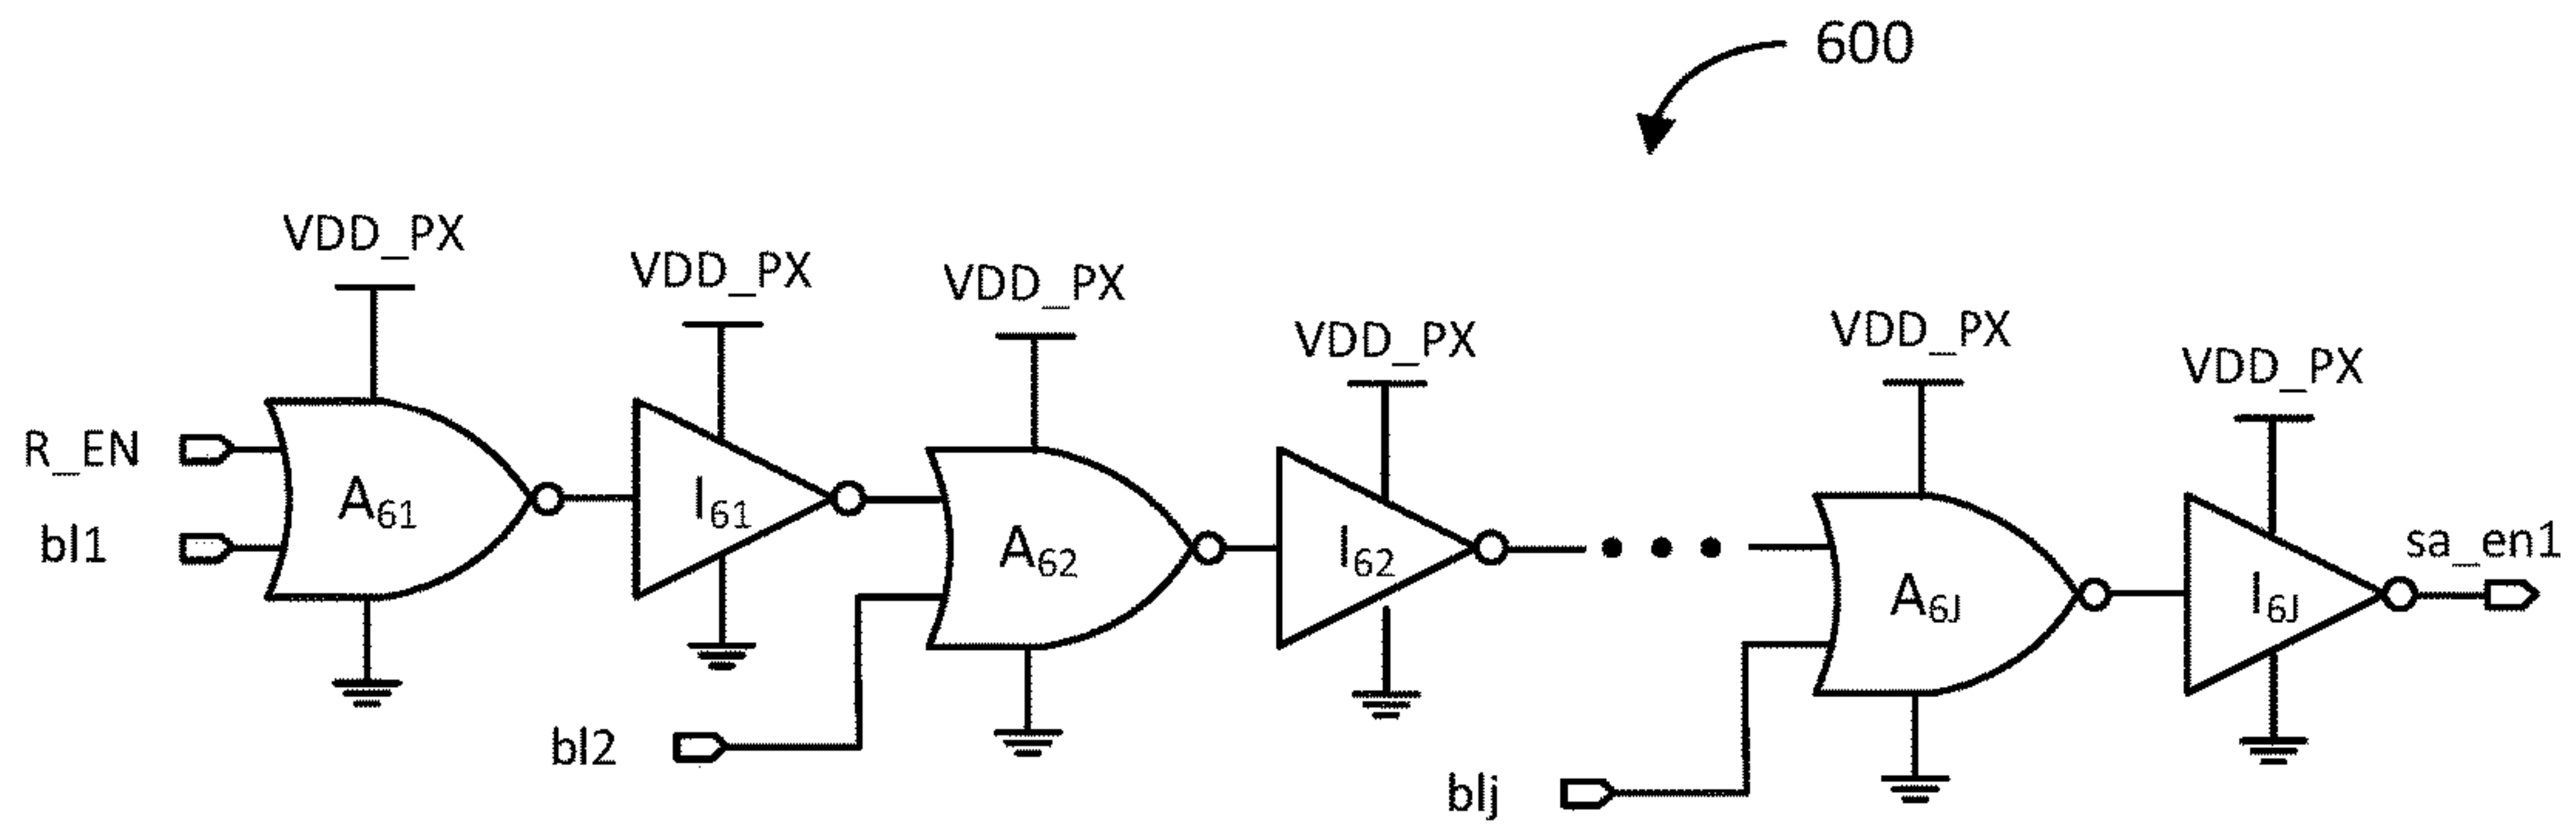 600
VDD_PX
VDD_PX
VDD_PX
VDD_PX
VDD_PX
VDD_PX
R_EN
bl1
A61
I61
A62
I62
A6J
I6J
sa_en1
bl2
blj